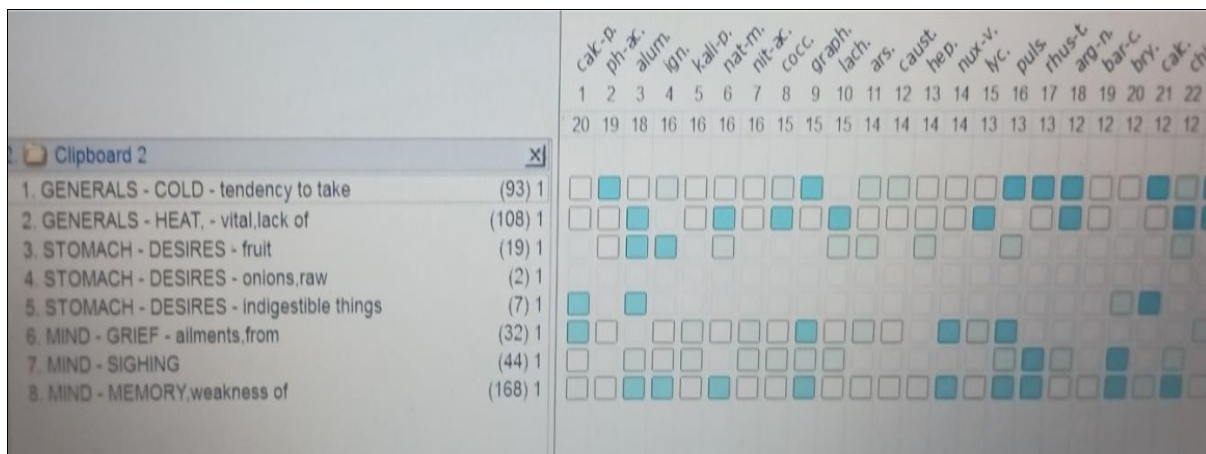 calc-p. ph-ac. alum. ign. kali-p. nat-m. nit-ac. cocc. graph. lach. ars. caust. hep. nux-v. lyc. puls. rhus-t. arg-n. bar-c. bry. calc.
1 2 3 4 5 6 7 8 9 10 11 12 13 14 15 16 17 18 19 20 21 22
20 19 18 16 16 16 16 15 15 15 14 14 14 14 13 13 13 12 12 12 12 12
2. Clipboard 2 x
1. GENERALS - COLD - tendency to take (93) 1
2. GENERALS - HEAT, - vital,lack of (108) 1
3. STOMACH - DESIRES - fruit (19) 1
4. STOMACH - DESIRES - onions,raw (2) 1
5. STOMACH - DESIRES - indigestible things (7) 1
6. MIND - GRIEF - ailments,from (32) 1
7. MIND - SIGHING (44) 1
8. MIND - MEMORY,weakness of (168) 1